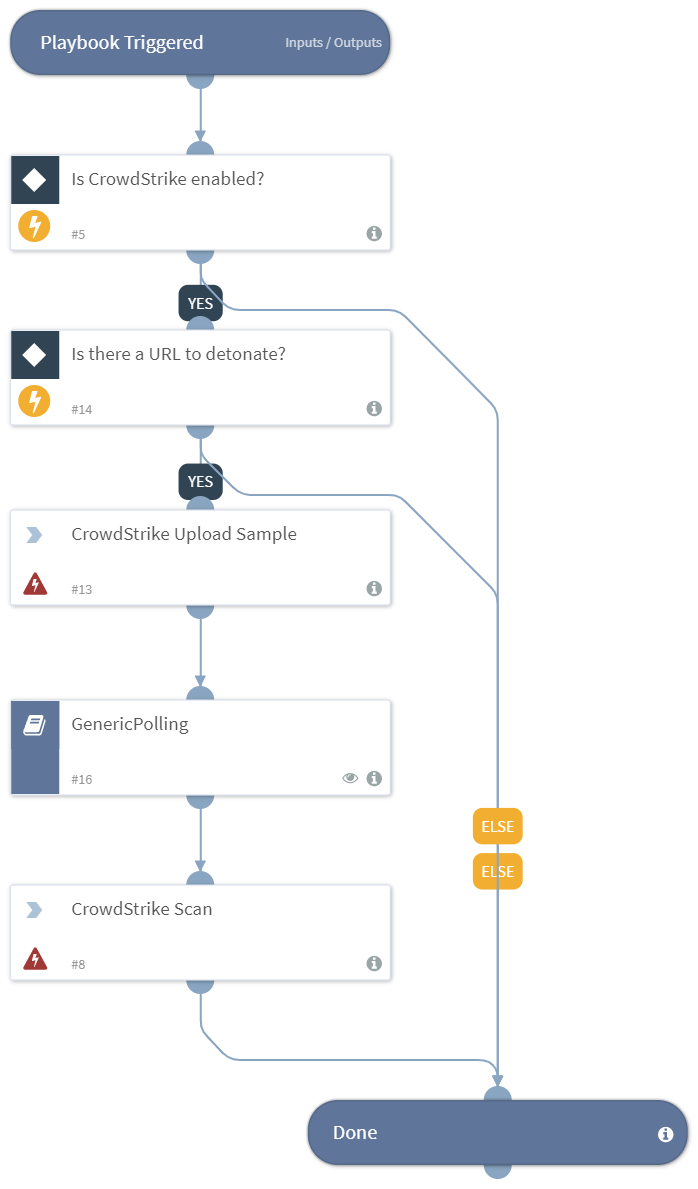 Playbook Triggered Inputs / Outputs
Is CrowdStrike enabled?
#5
YES
Is there a URL to detonate?
#14
YES
CrowdStrike Upload Sample
#13
GenericPolling
#16
ELSE
ELSE
CrowdStrike Scan
#8
Done